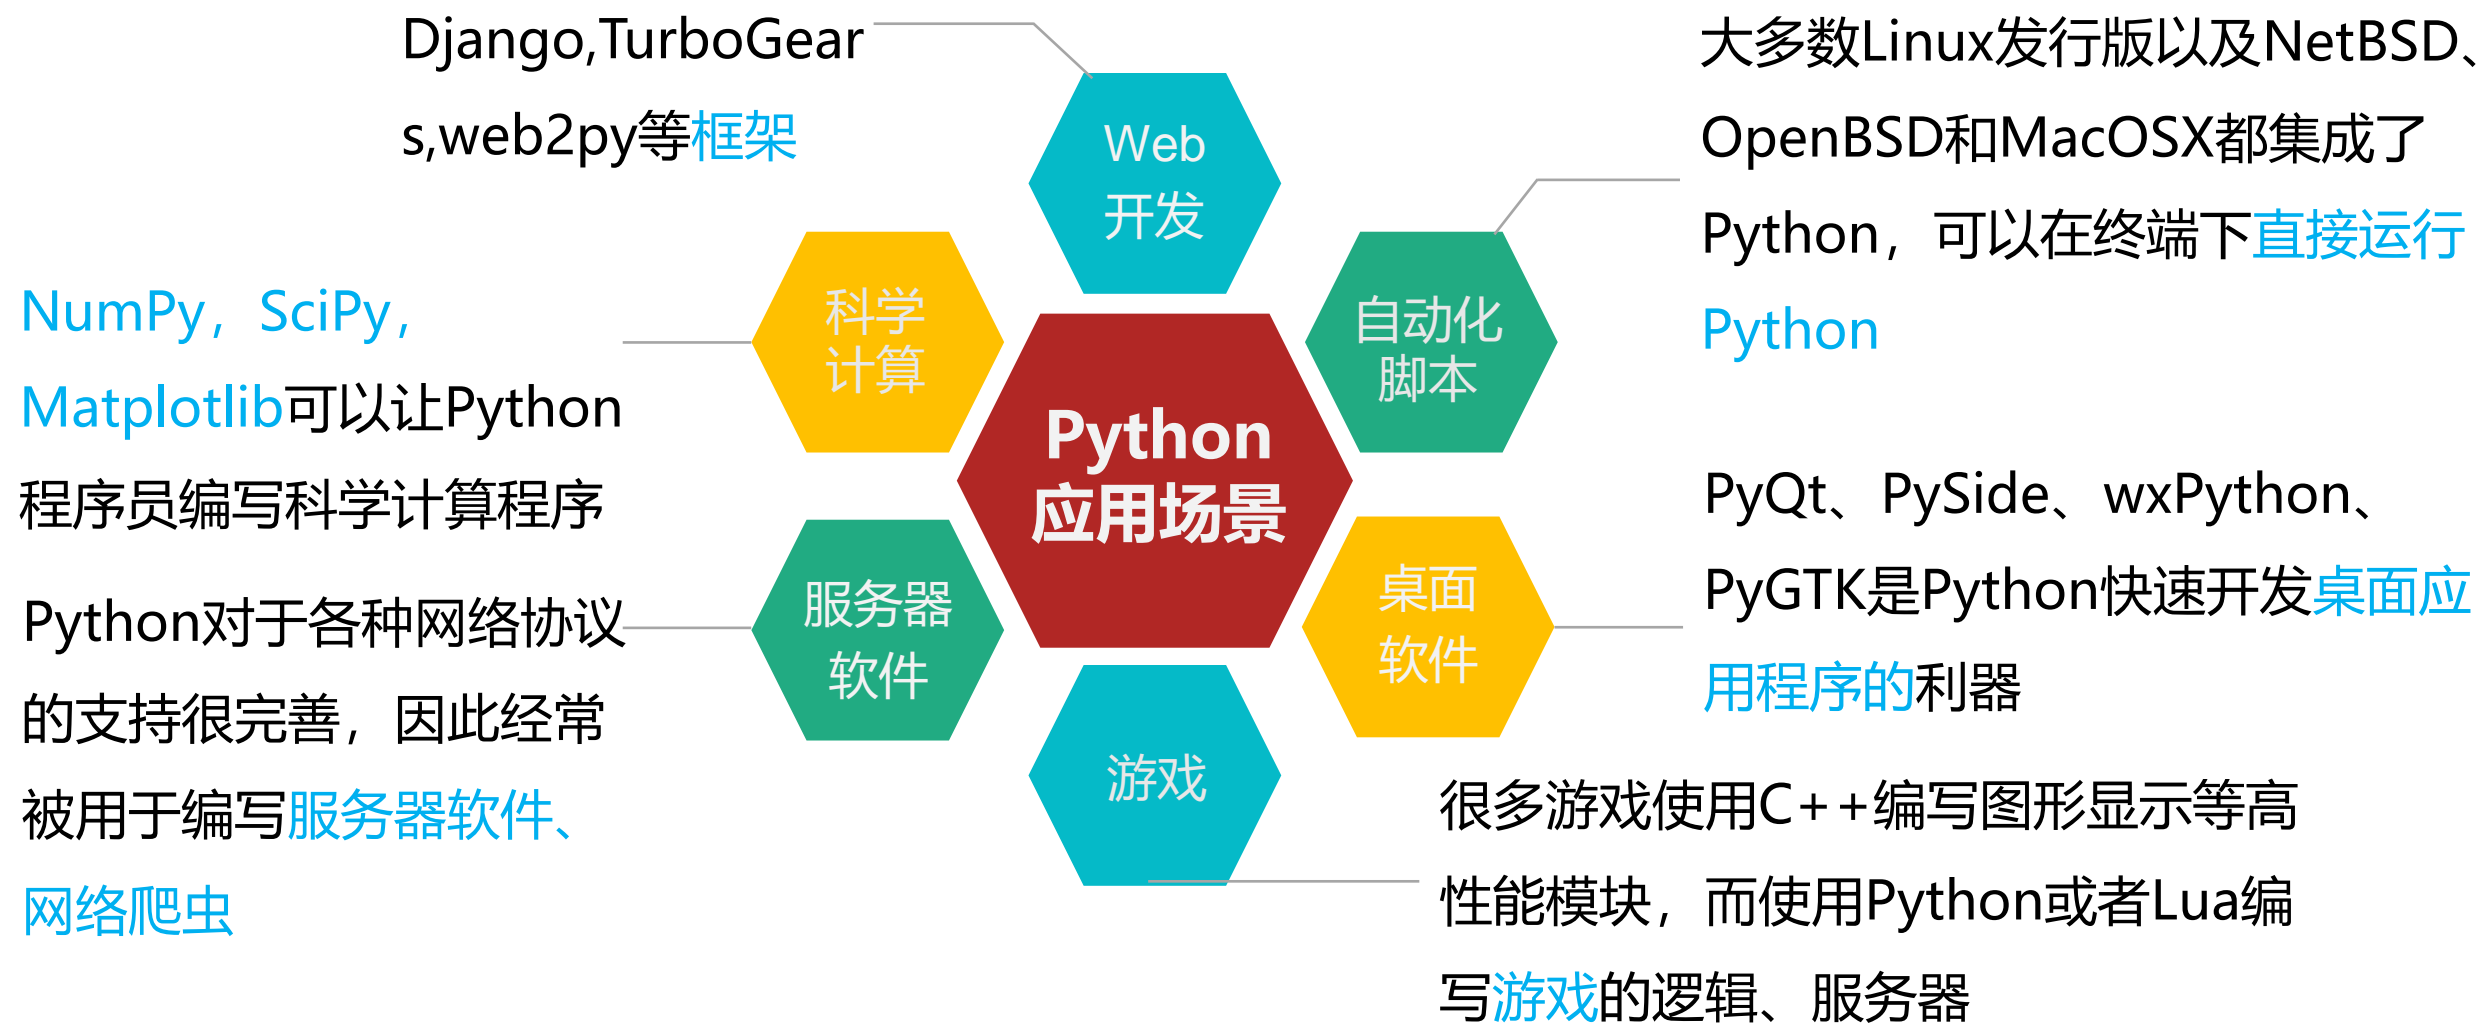 Django,TurboGear
s,web2py等框架
大多数Linux发行版以及NetBSD、
OpenBSD和MacOSX都集成了
Python，可以在终端下直接运行
Python
Web
开发
科学
计算
自动化
脚本
NumPy，SciPy，
Matplotlib可以让Python
程序员编写科学计算程序
Python
应用场景
PyQt、PySide、wxPython、
PyGTK是Python快速开发桌面应
用程序的利器
服务器
软件
桌面
软件
Python对于各种网络协议
的支持很完善，因此经常
被用于编写服务器软件、
网络爬虫
游戏
很多游戏使用C++编写图形显示等高
性能模块，而使用Python或者Lua编
写游戏的逻辑、服务器